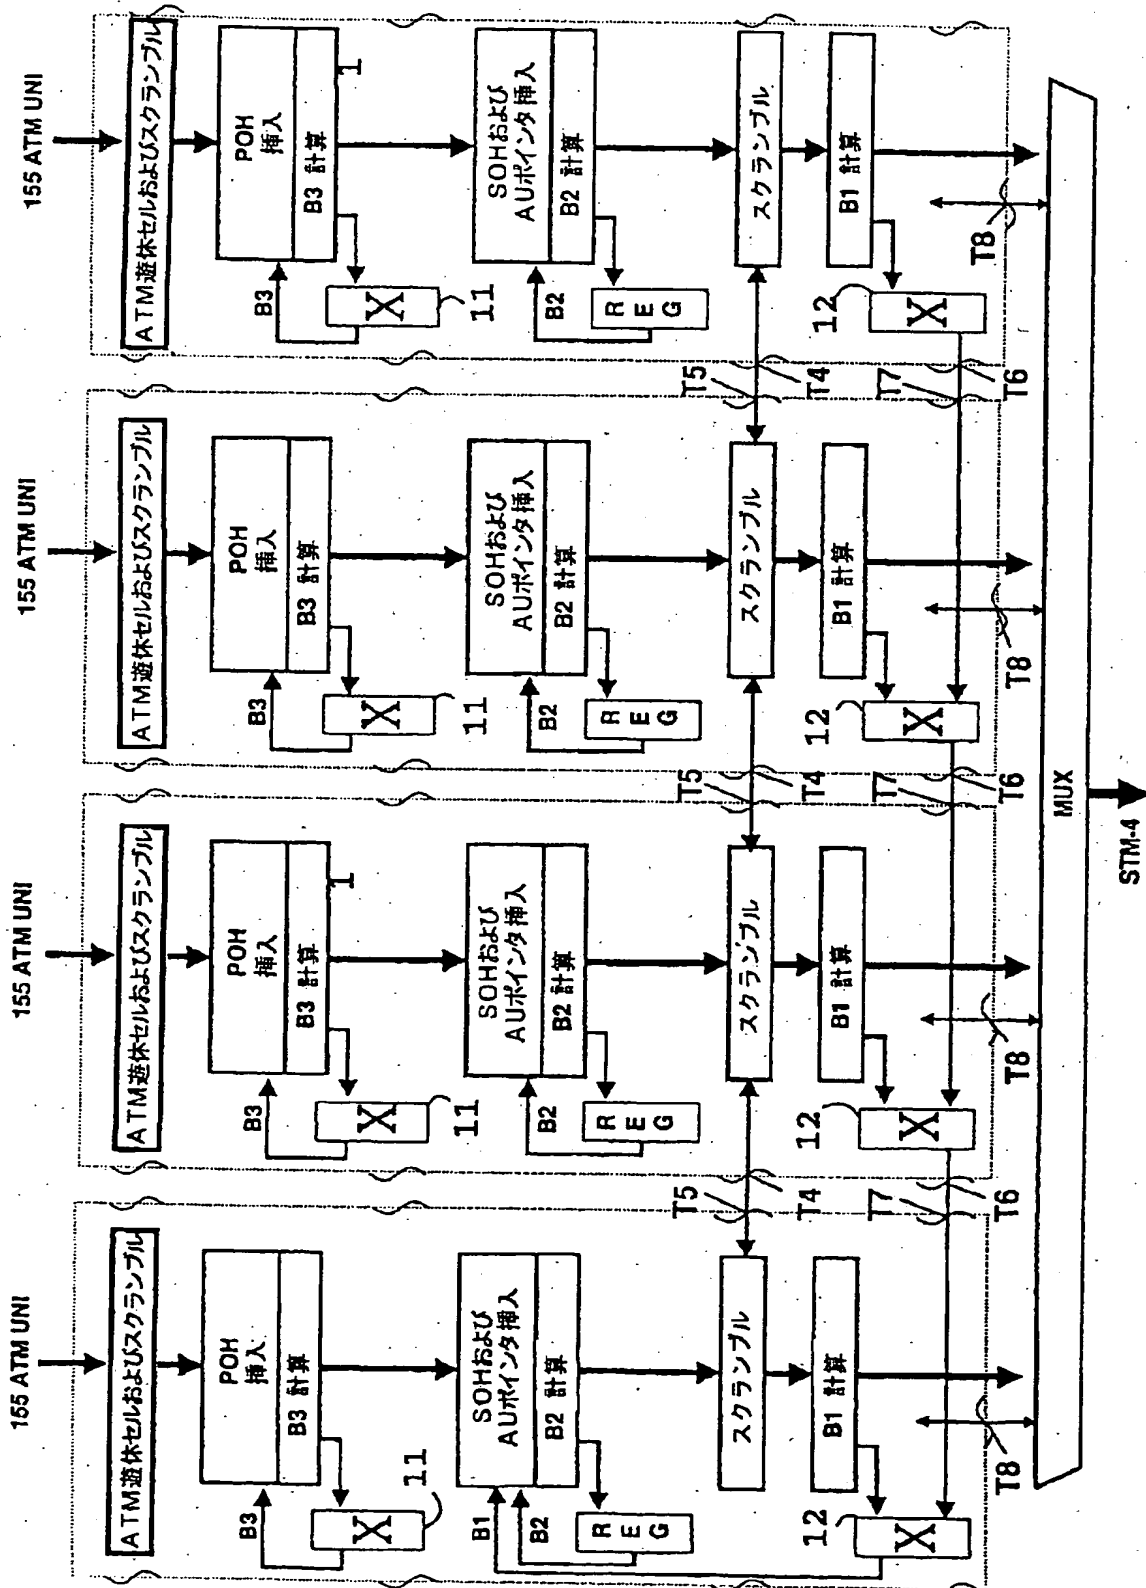 155 ATM UNI
ATM遊休セルおよびスクランブル
POH
挿入
B3 計算
B3
X
11
SOHおよび
AUポインタ挿入
B2 計算
B1
B2
R
E
G
スクランブル
T5
T4
B1 計算
12
X
T7
T6
T8
155 ATM UNI
ATM遊休セルおよびスクランブル
POH
挿入
B3 計算
1
B3
X
11
SOHおよび
AUポインタ挿入
B2 計算
B2
R
E
G
スクランブル
T5
T4
B1 計算
12
X
T7
T6
T8
155 ATM UNI
ATM遊休セルおよびスクランブル
POH
挿入
B3 計算
B3
X
11
SOHおよび
AUポインタ挿入
B2 計算
B2
R
E
G
スクランブル
T5
T4
B1 計算
12
X
T7
T6
T8
155 ATM UNI
ATM遊休セルおよびスクランブル
POH
挿入
B3 計算
1
B3
X
11
SOHおよび
AUポインタ挿入
B2 計算
B2
R
E
G
スクランブル
B1 計算
12
X
T8
MUX
STM-4